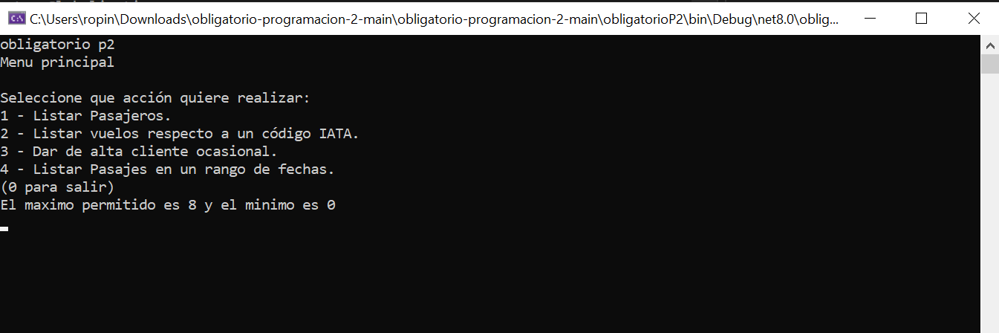 C:\Users\ropin\Downloads\obligatorio-programacion-2-main\obligatorio-programacion-2-main\obligatorioP2\bin\Debug\net8.0\oblig...
obligatorio p2
Menu principal
Seleccione que acción quiere realizar:
1 - Listar Pasajeros.
2 - Listar vuelos respecto a un código IATA.
3 - Dar de alta cliente ocasional.
4 - Listar Pasajes en un rango de fechas.
(0 para salir)
El maximo permitido es 8 y el minimo es 0